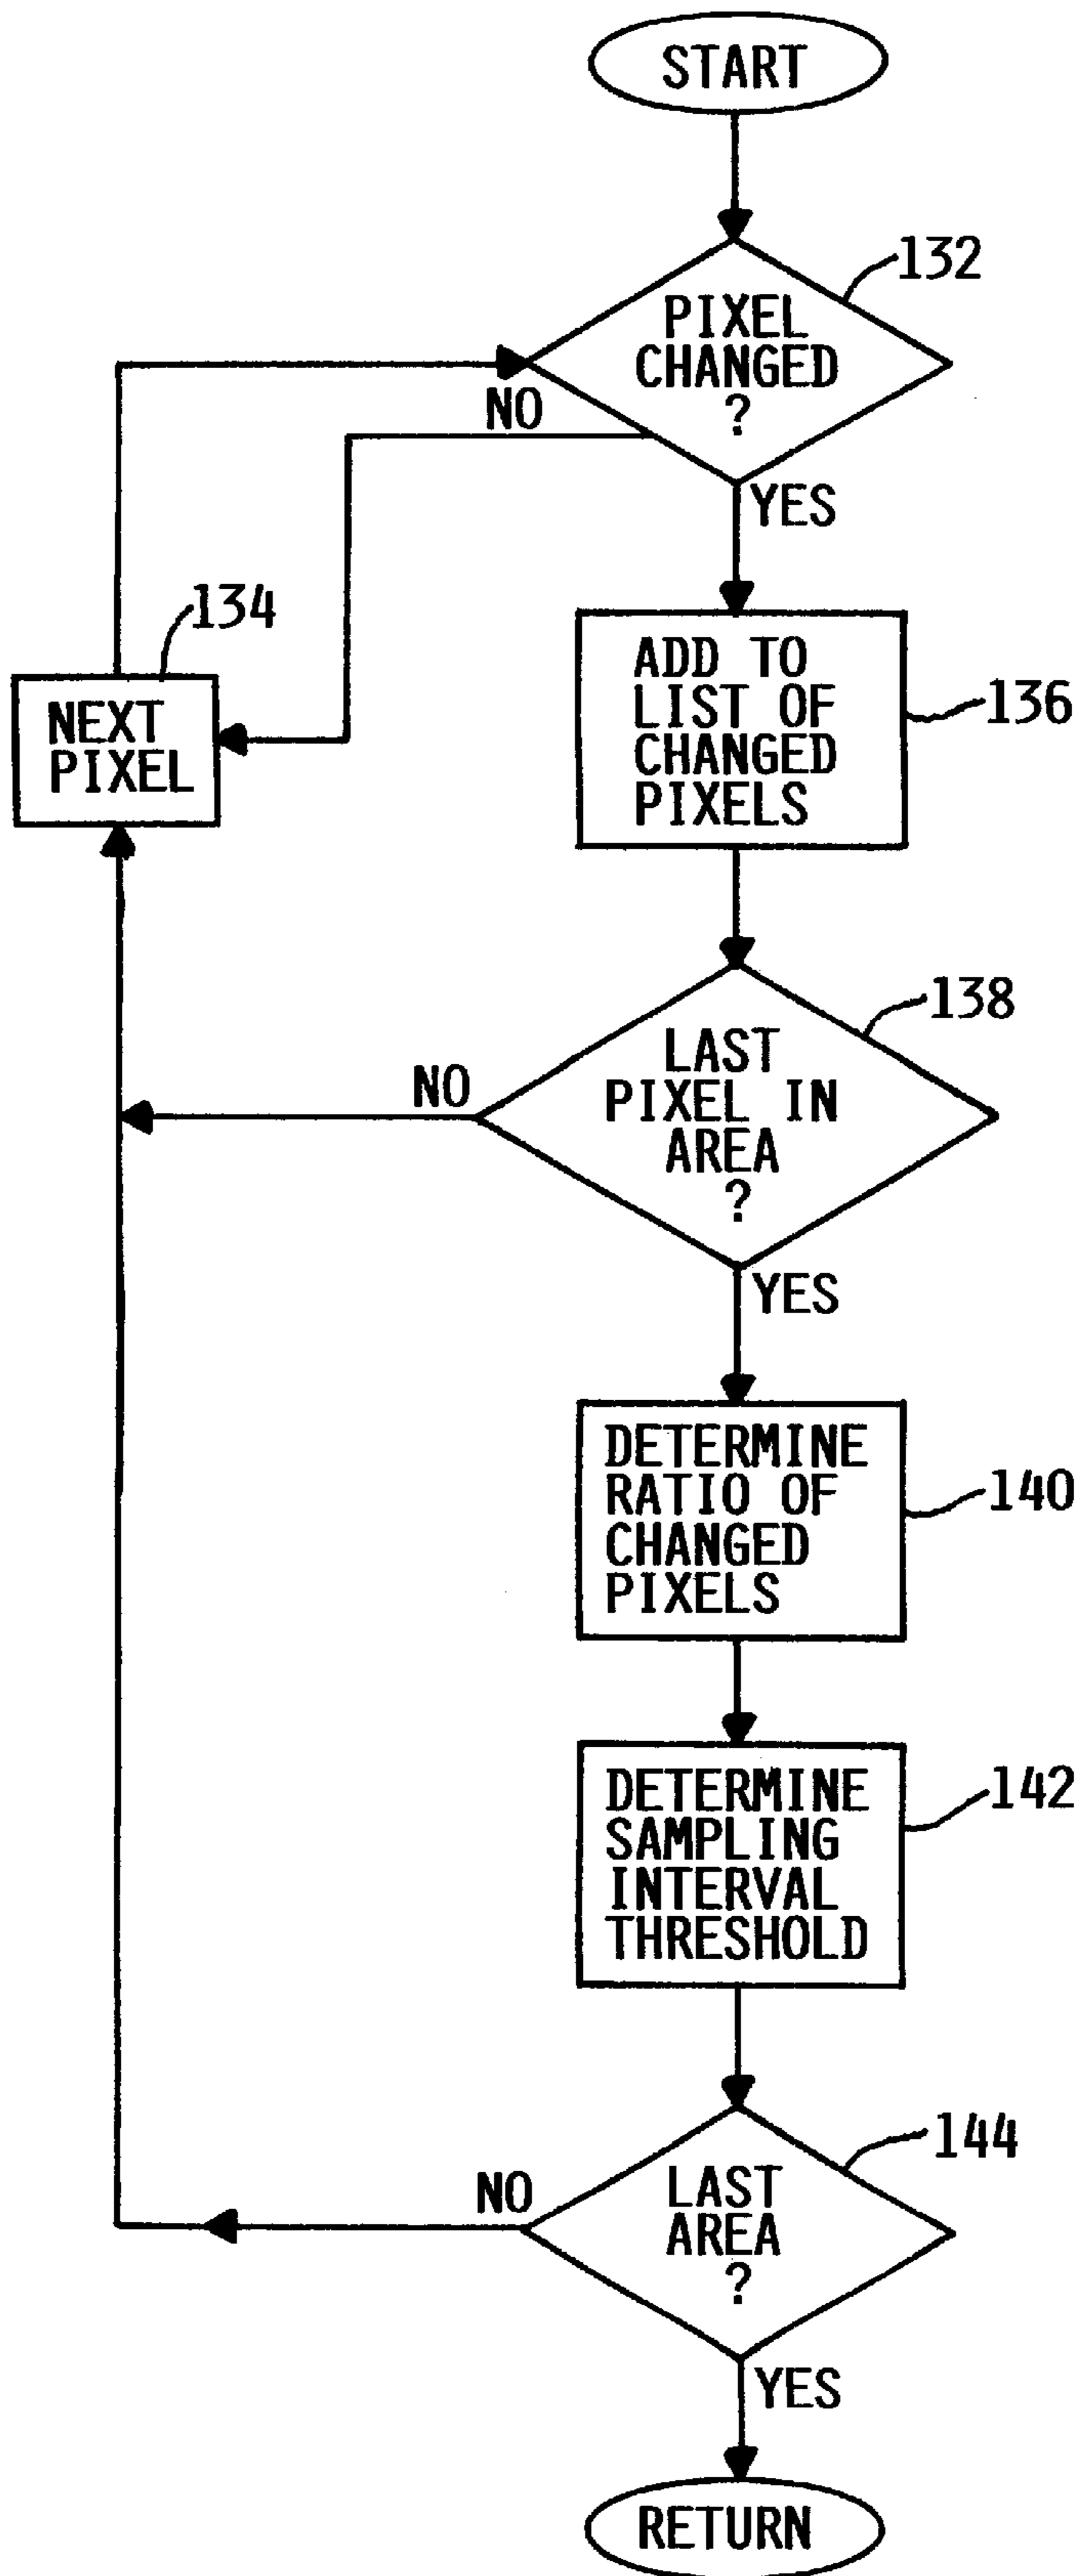 START
132
PIXEL
CHANGED
?
NO
YES
134
NEXT
PIXEL
ADD TO
LIST OF
CHANGED
PIXELS
136
138
LAST
PIXEL IN
AREA
?
NO
YES
DETERMINE
RATIO OF
CHANGED
PIXELS
140
DETERMINE
SAMPLING
INTERVAL
THRESHOLD
142
144
LAST
AREA
?
NO
YES
RETURN